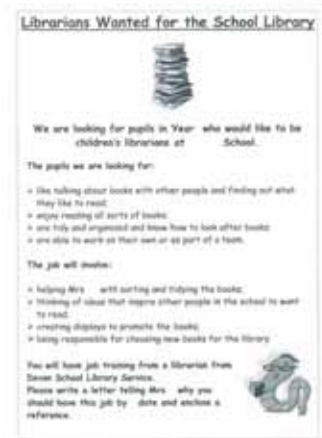 Librarians Wanted for the School Library
We are looking for pupils in Year who would like to be
children's librarians at School.
The pupils we are looking for:
> like talking about books with other people and finding out what
they like to read;
> enjoy reading all sorts of books;
> are tidy and organised and know how to look after books;
> are able to work on their own or as part of a team.
The job will involve:
> helping Mrs with sorting and tidying the books;
> thinking of ideas that inspire other people in the school to want
to read;
> creating displays to promote the books;
> being responsible for choosing new books for the library
You will have job training from a librarian from
Devon School Library Service.
Please write a letter telling Mrs why you
should have this job by date and enclose a
reference.